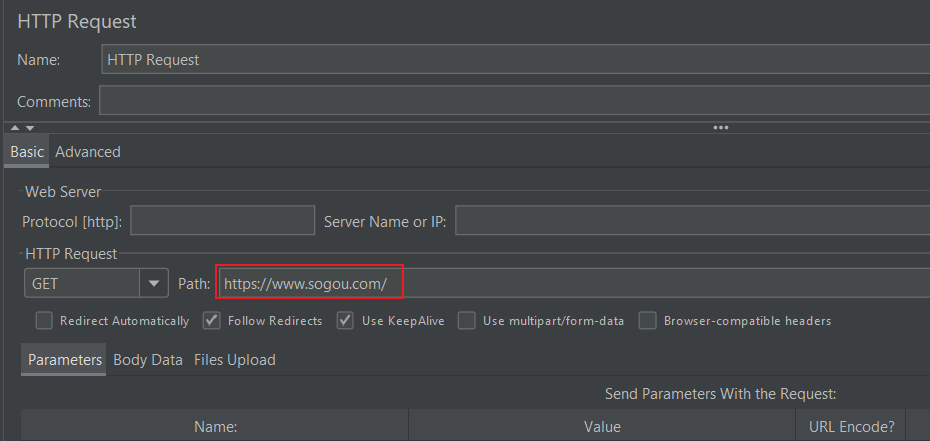 HTTP Request
Name: HTTP Request
Comments:
Basic Advanced
Web Server
Protocol [http]: Server Name or IP:
HTTP Request
GET Path: https://www.sogou.com/
Redirect Automatically Follow Redirects Use KeepAlive Use multipart/form-data Browser-compatible headers
Parameters Body Data Files Upload
Send Parameters With the Request:
Name: Value URL Encode?